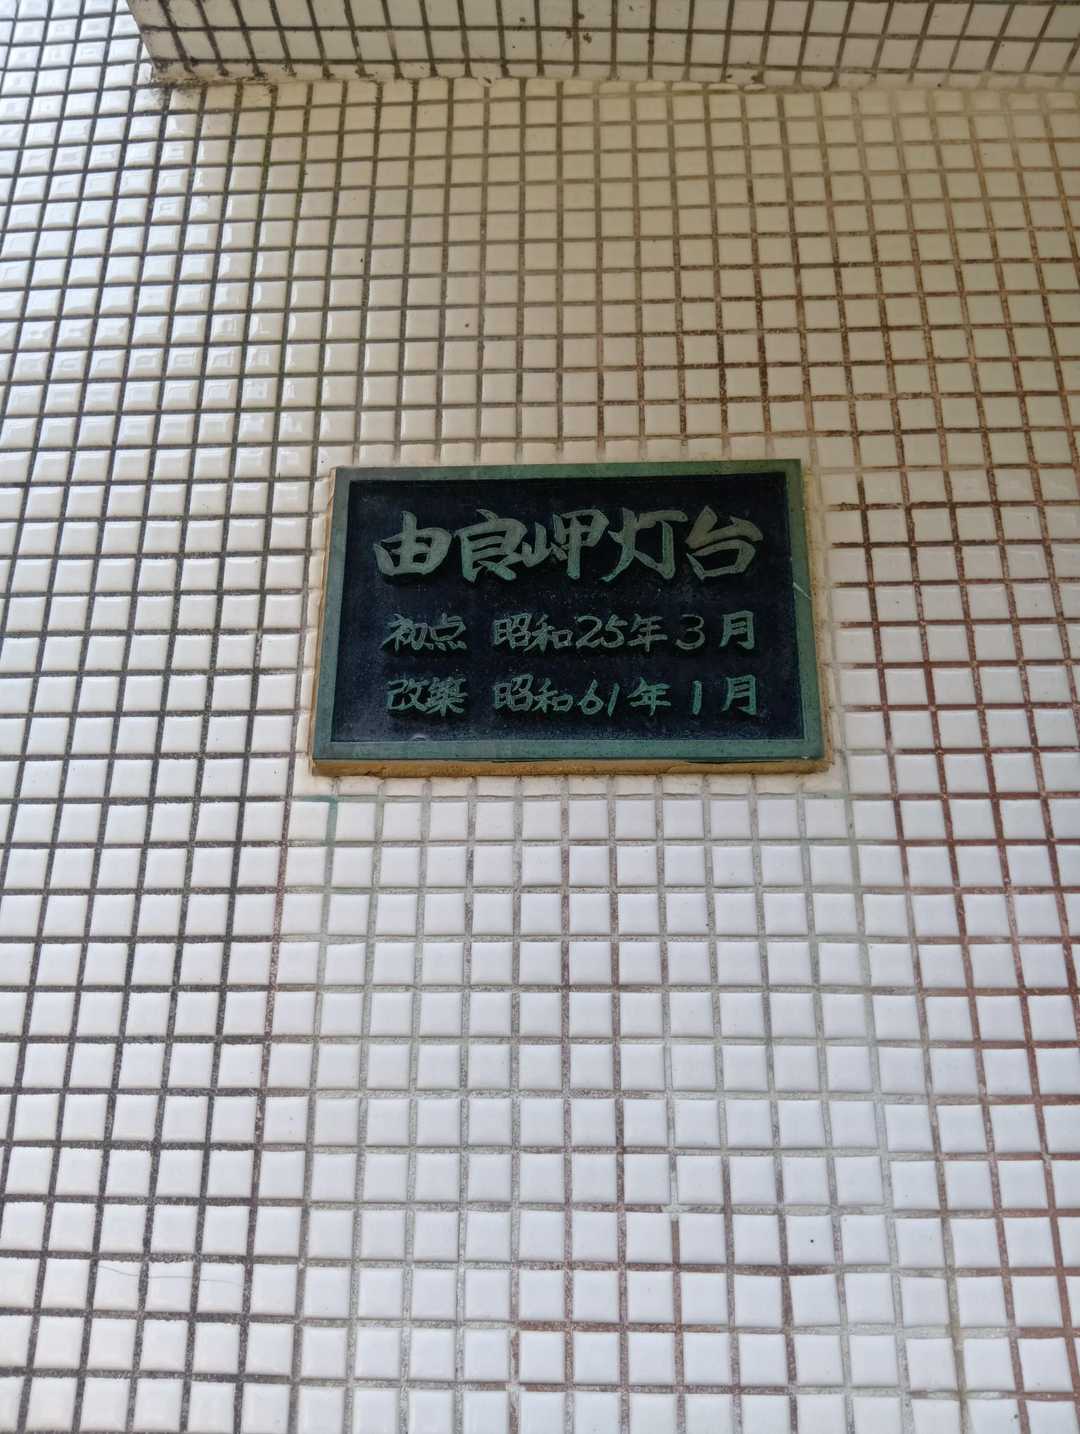 由良岬灯台
初点 昭和25年3月
改築 昭和61年1月